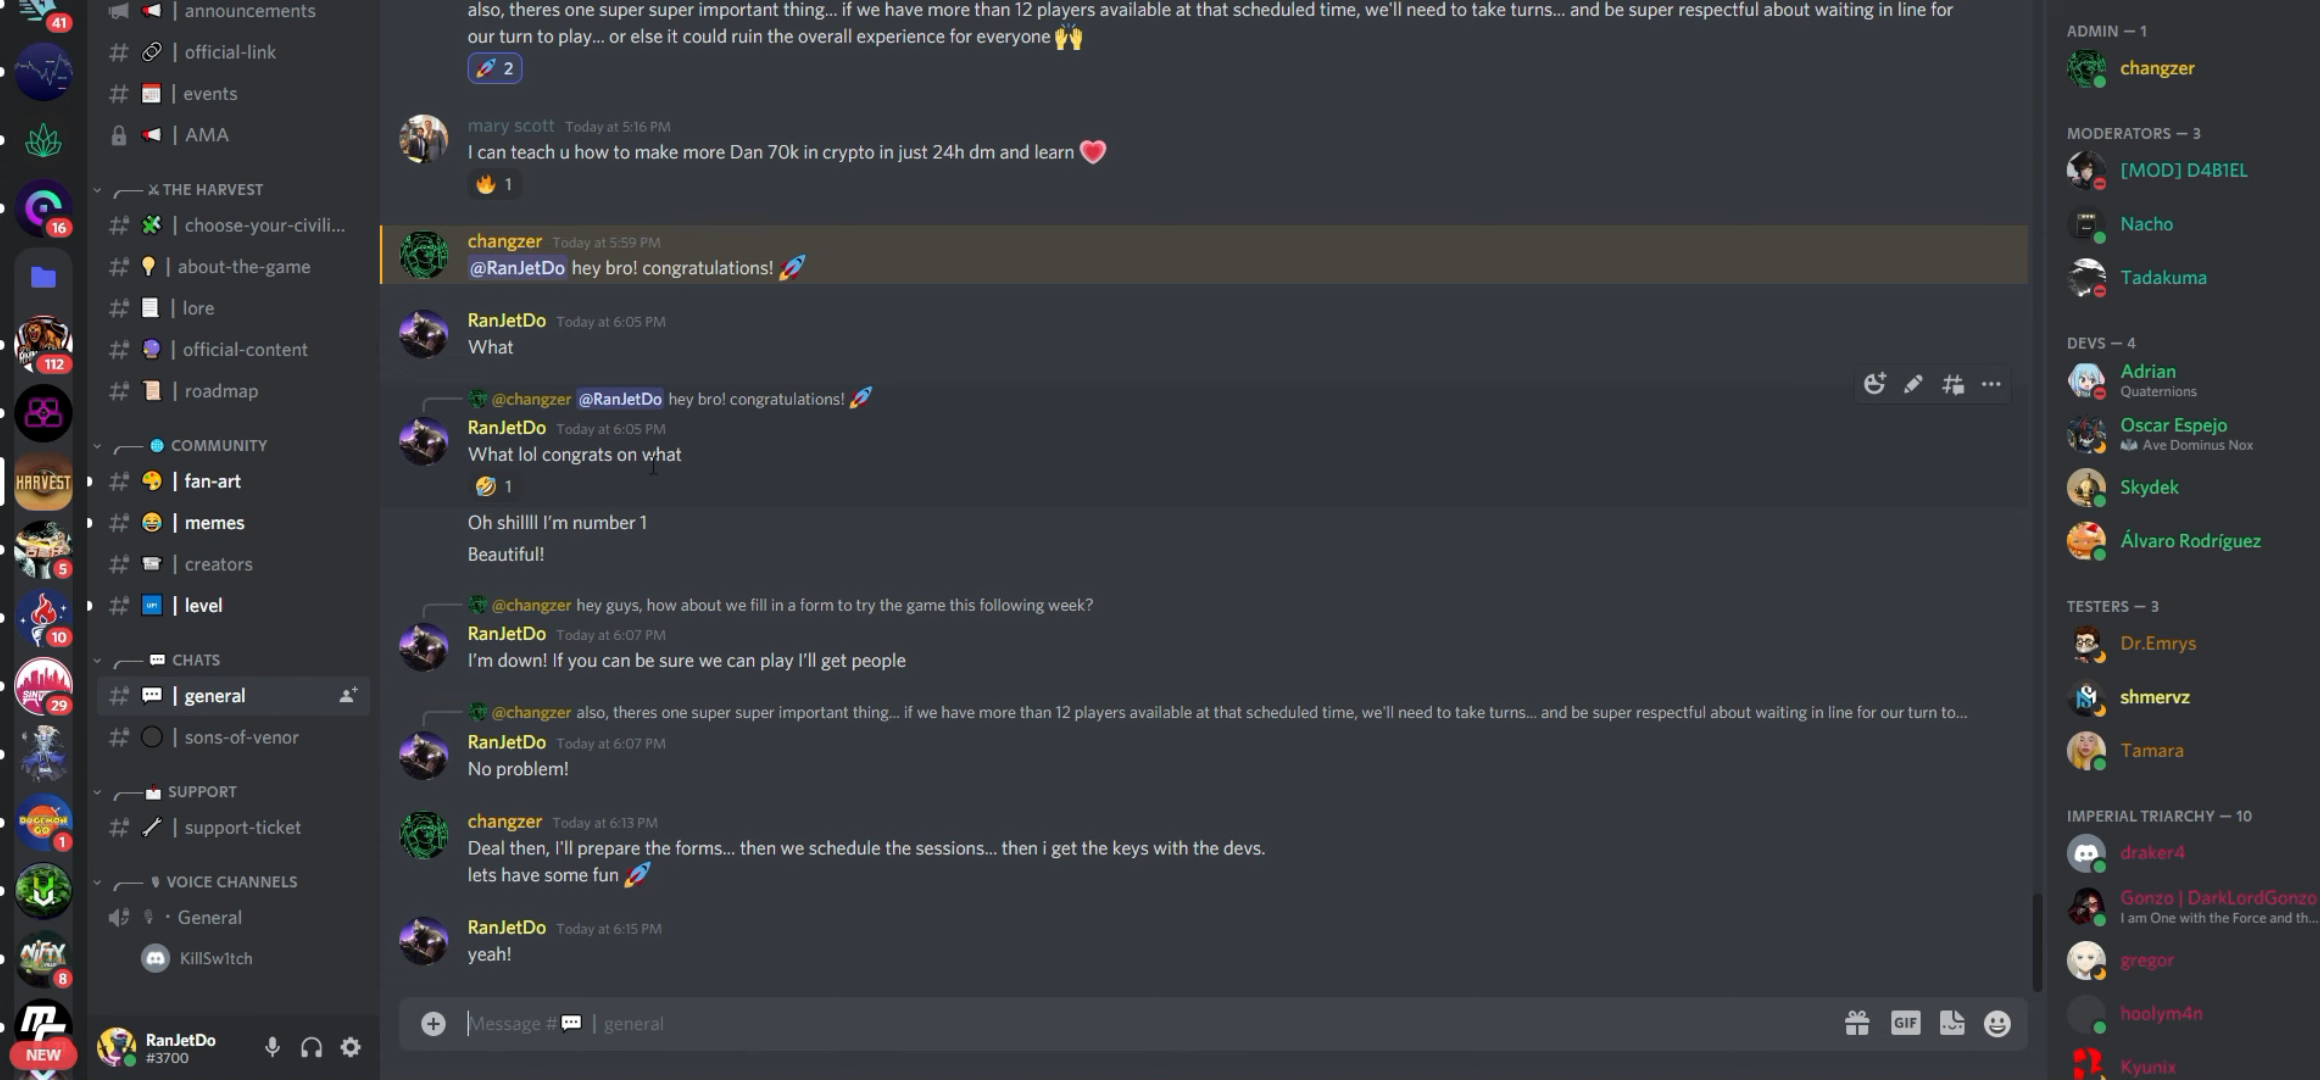 41
16
112
HARVEST
5
10
29
DOGEMON GO
1
NIFTY
8
NEW
announcements
official-link
events
AMA
THE HARVEST
choose-your-civili...
about-the-game
lore
official-content
roadmap
COMMUNITY
fan-art
memes
creators
UP! | level
CHATS
general
sons-of-venor
SUPPORT
support-ticket
VOICE CHANNELS
General
KillSw1tch
RanJetDo
#3700
also, theres one super super important thing... if we have more than 12 players available at that scheduled time, we'll need to take turns... and be super respectful about waiting in line for
our turn to play... or else it could ruin the overall experience for everyone 🙌
🚀 2
mary scott Today at 5:16 PM
I can teach u how to make more Dan 70k in crypto in just 24h dm and learn ❤️
🔥 1
changzer Today at 5:59 PM
@RanJetDo hey bro! congratulations! 🚀
RanJetDo Today at 6:05 PM
What
@changzer @RanJetDo hey bro! congratulations! 🚀
RanJetDo Today at 6:05 PM
What lol congrats on what
🤣 1
Oh shillll I'm number 1
Beautiful!
@changzer hey guys, how about we fill in a form to try the game this following week?
RanJetDo Today at 6:07 PM
I'm down! If you can be sure we can play I'll get people
@changzer also, theres one super super important thing... if we have more than 12 players available at that scheduled time, we'll need to take turns... and be super respectful about waiting in line for our turn to...
RanJetDo Today at 6:07 PM
No problem!
changzer Today at 6:13 PM
Deal then, I'll prepare the forms... then we schedule the sessions... then i get the keys with the devs.
lets have some fun 🚀
RanJetDo Today at 6:15 PM
yeah!
Message #💬 | general
GIF
ADMIN — 1
changzer
MODERATORS — 3
[MOD] D4B1EL
Nacho
Tadakuma
DEVS — 4
Adrian
Quaternions
Oscar Espejo
Ave Dominus Nox
Skydek
Álvaro Rodríguez
TESTERS — 3
Dr.Emrys
shmervz
Tamara
IMPERIAL TRIARCHY — 10
draker4
Gonzo | DarkLordGonzo
I am One with the Force and th...
gregor
hoolym4n
Kyunix